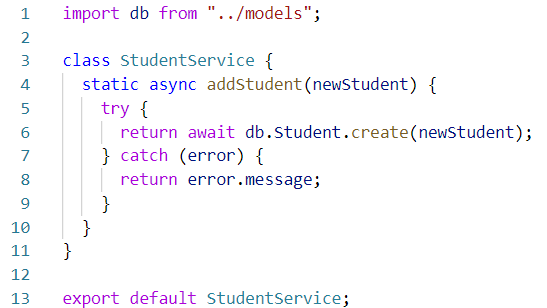 1 import db from "../models";
2
3 class StudentService {
4   static async addStudent(newStudent) {
5     try {
6       return await db.Student.create(newStudent);
7     } catch (error) {
8       return error.message;
9     }
10   }
11 }
12
13 export default StudentService;